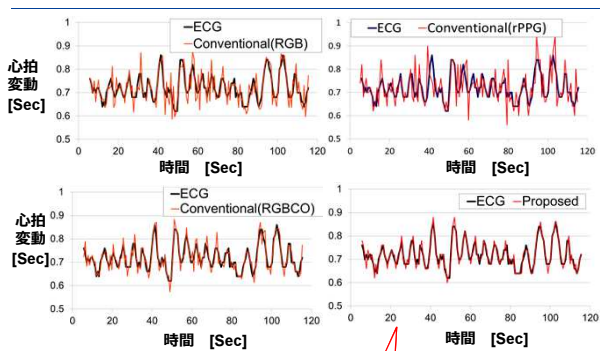 ECG
Conventional(RGB)
心拍
変動
[Sec]
1
0.9
0.8
0.7
0.6
0.5
0 20 40 60 80 100 120
時間 [Sec]
ECG Conventional(rPPG)
1
0.9
0.8
0.7
0.6
0.5
0 20 40 60 80 100 120
時間 [Sec]
ECG
Conventional(RGBCO)
心拍
変動
[Sec]
1
0.9
0.8
0.7
0.6
0.5
0 20 40 60 80 100 120
時間 [Sec]
ECG Proposed
1
0.9
0.8
0.7
0.6
0.5
0 20 40 60 80 100 120
時間 [Sec]